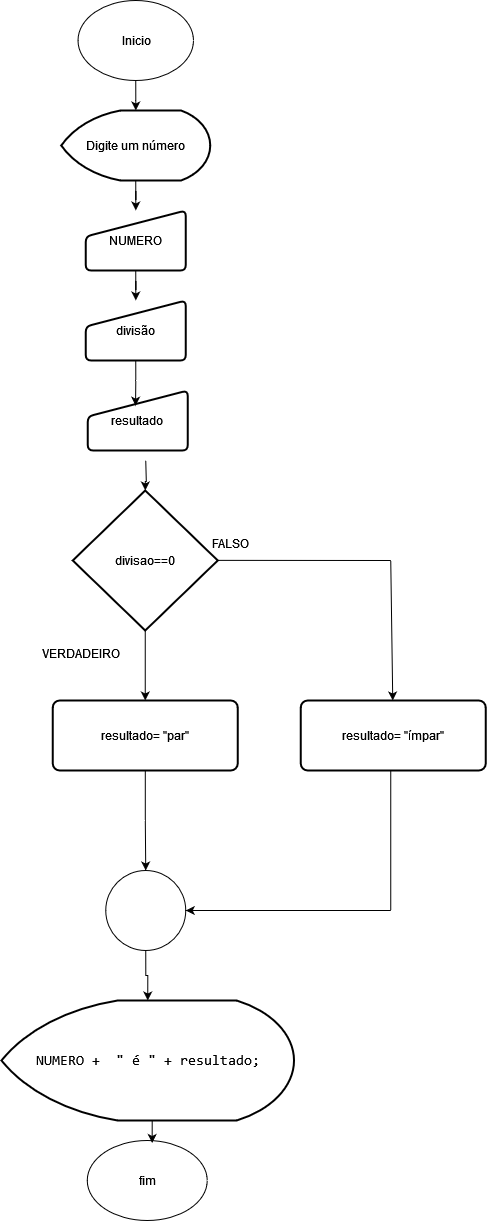 Inicio
Digite um número
NUMERO
divisão
resultado
divisao==0
FALSO
VERDADEIRO
resultado= "par"
resultado= "ímpar"
NUMERO +  " é " + resultado;
fim